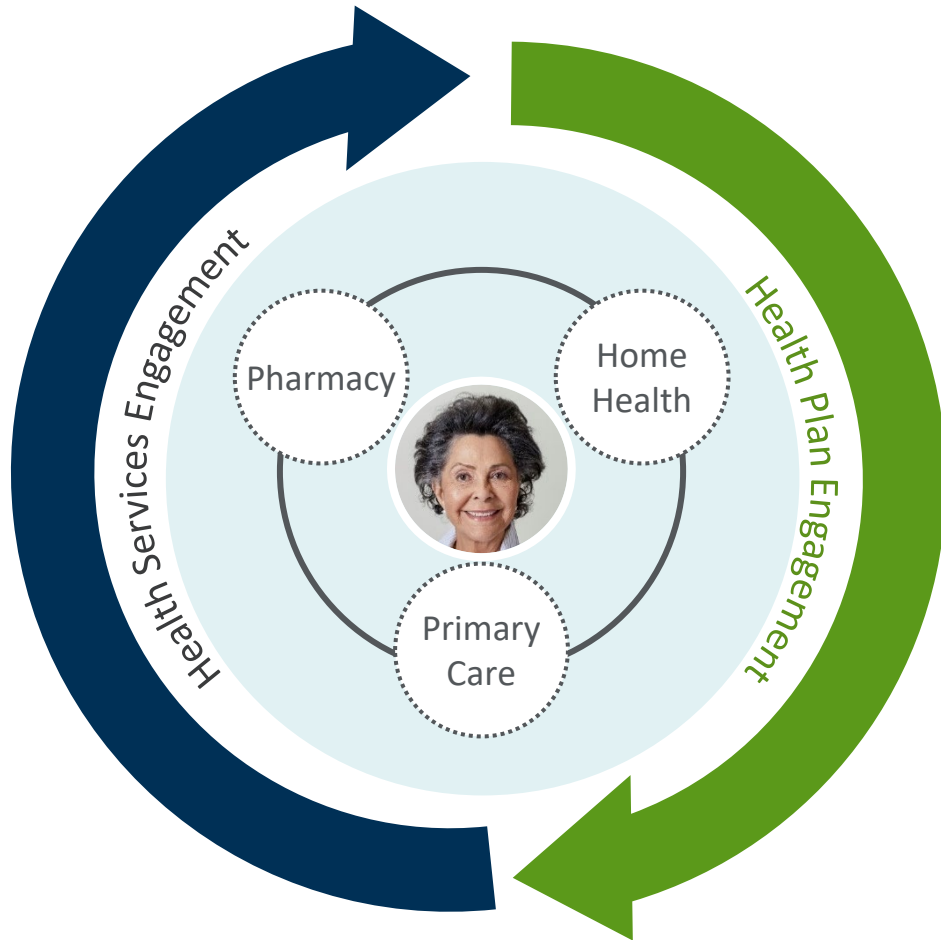 Health Services Engagement
Health Plan Engagement
Pharmacy
Home
Health
Primary
Care